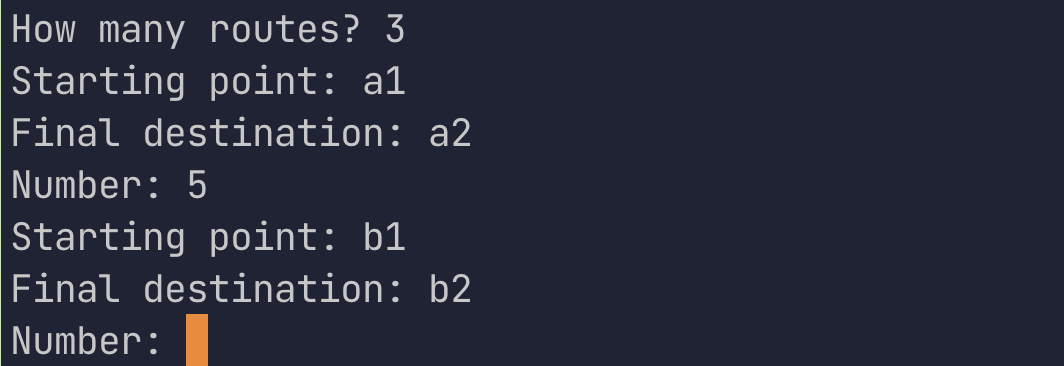 How many routes? 3
Starting point: a1
Final destination: a2
Number: 5
Starting point: b1
Final destination: b2
Number: